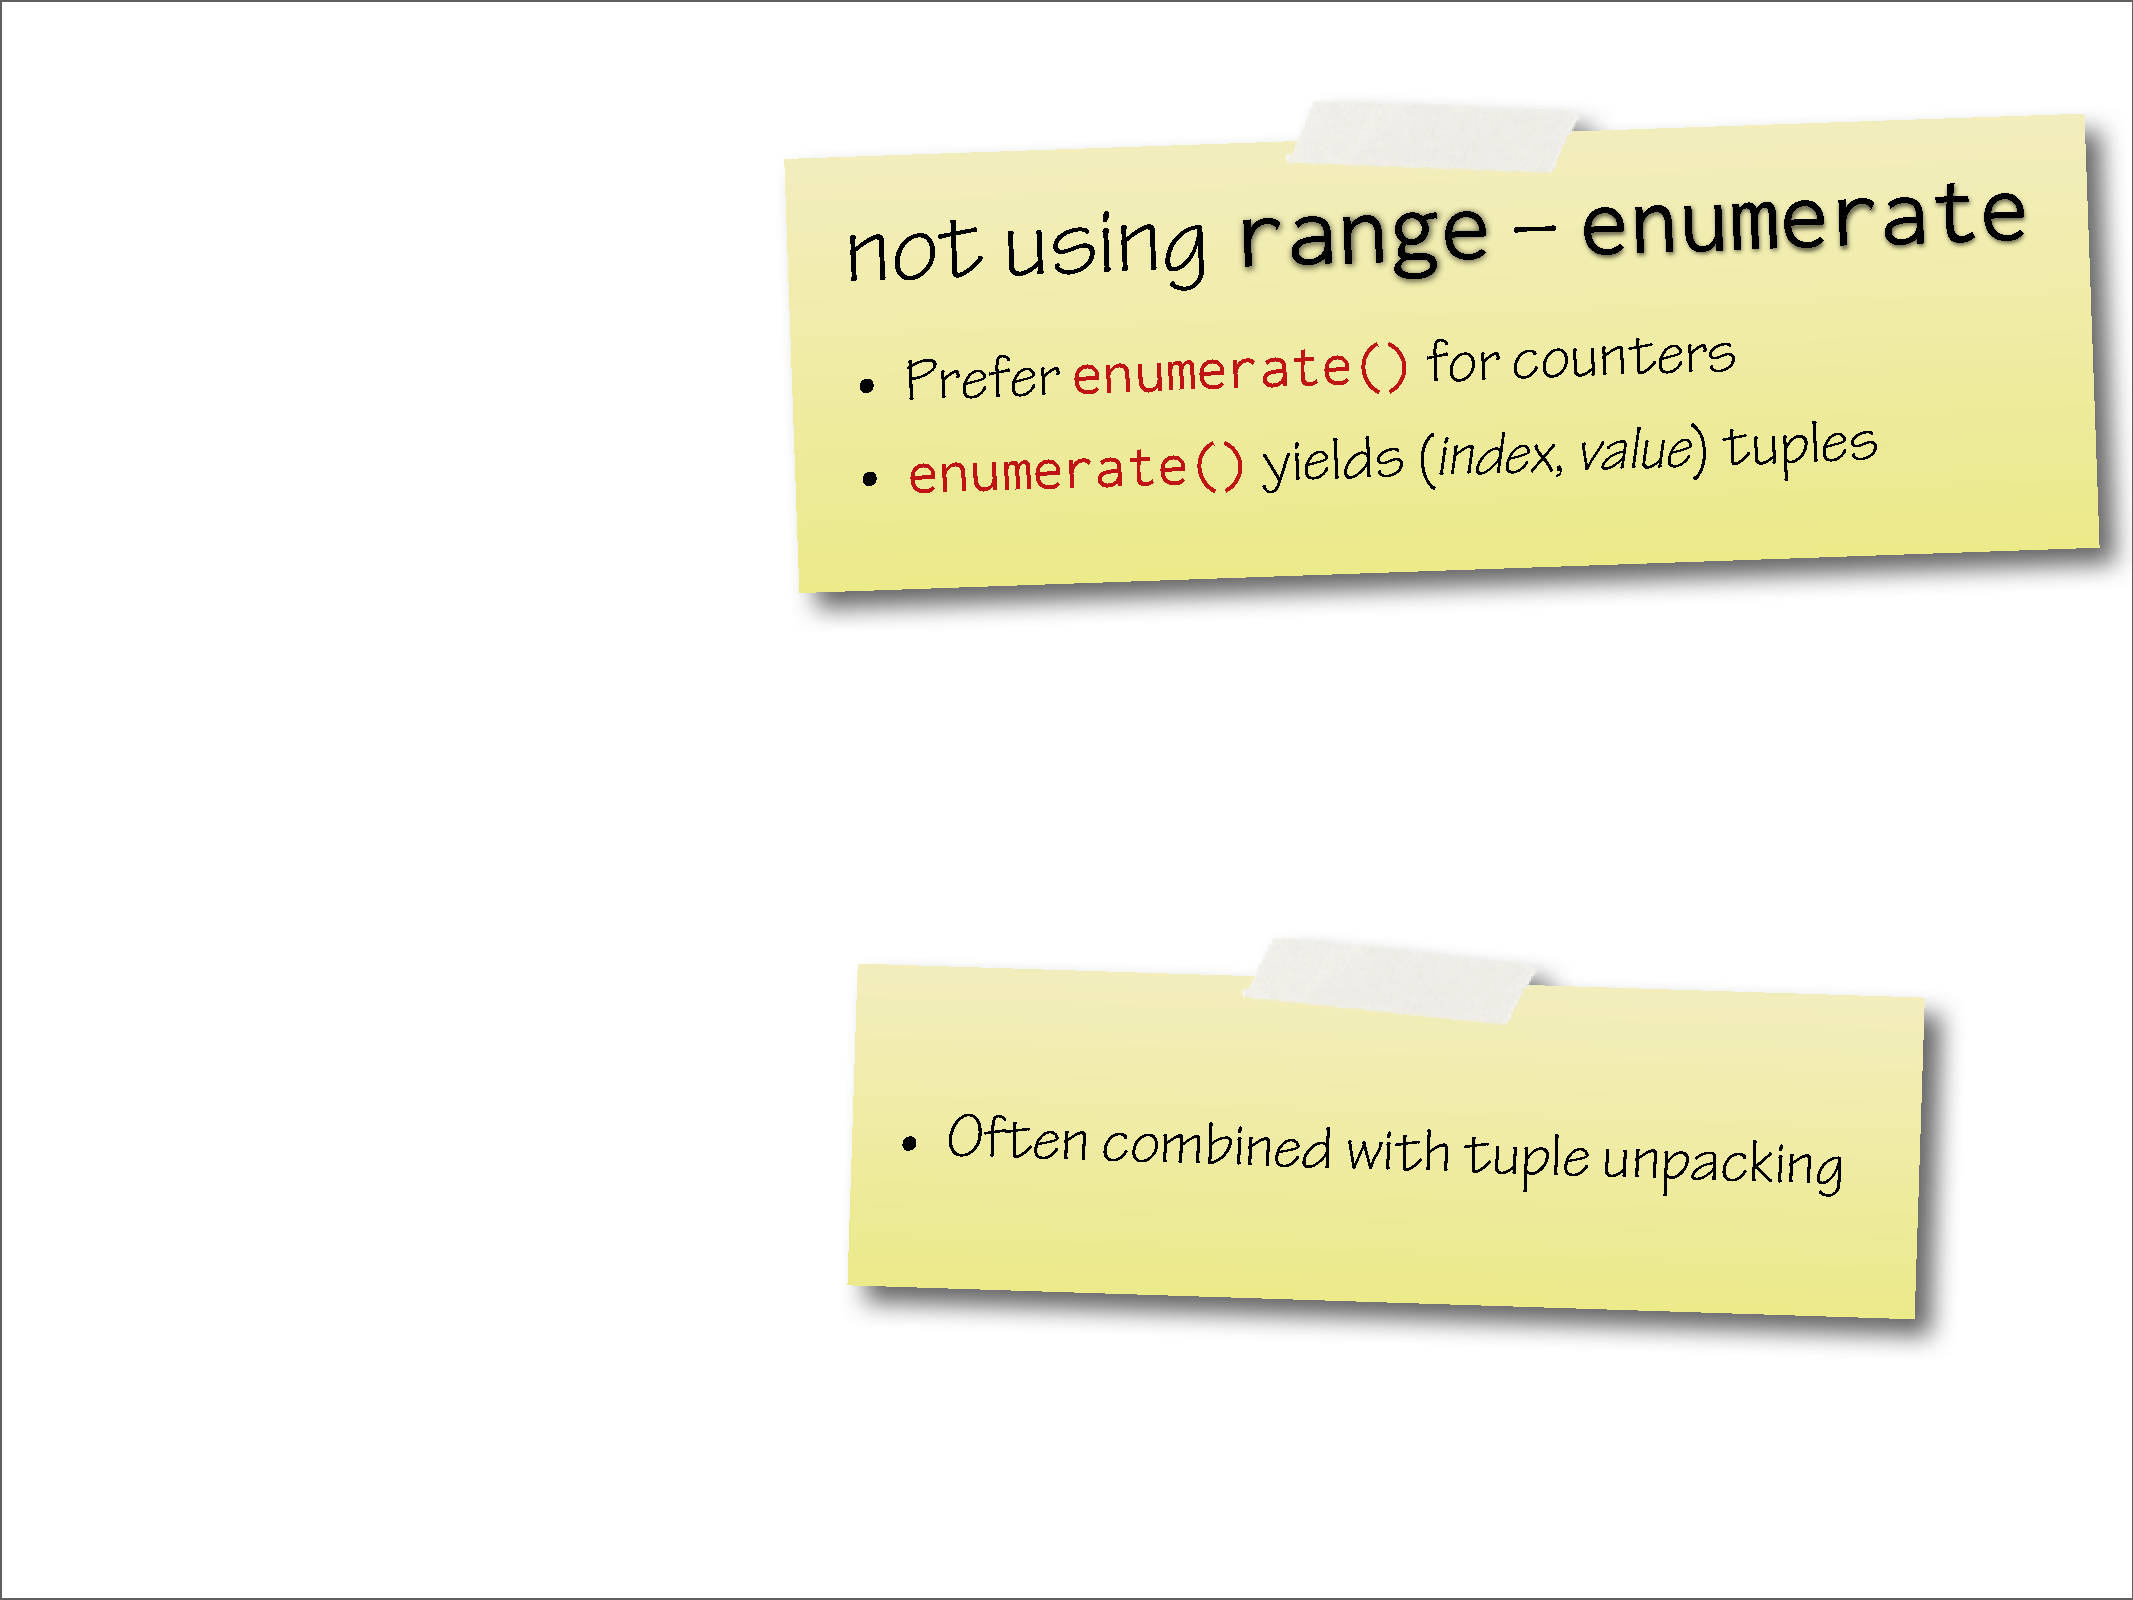 not using range – enumerate
• Prefer enumerate() for counters
• enumerate() yields (index, value) tuples
• Often combined with tuple unpacking